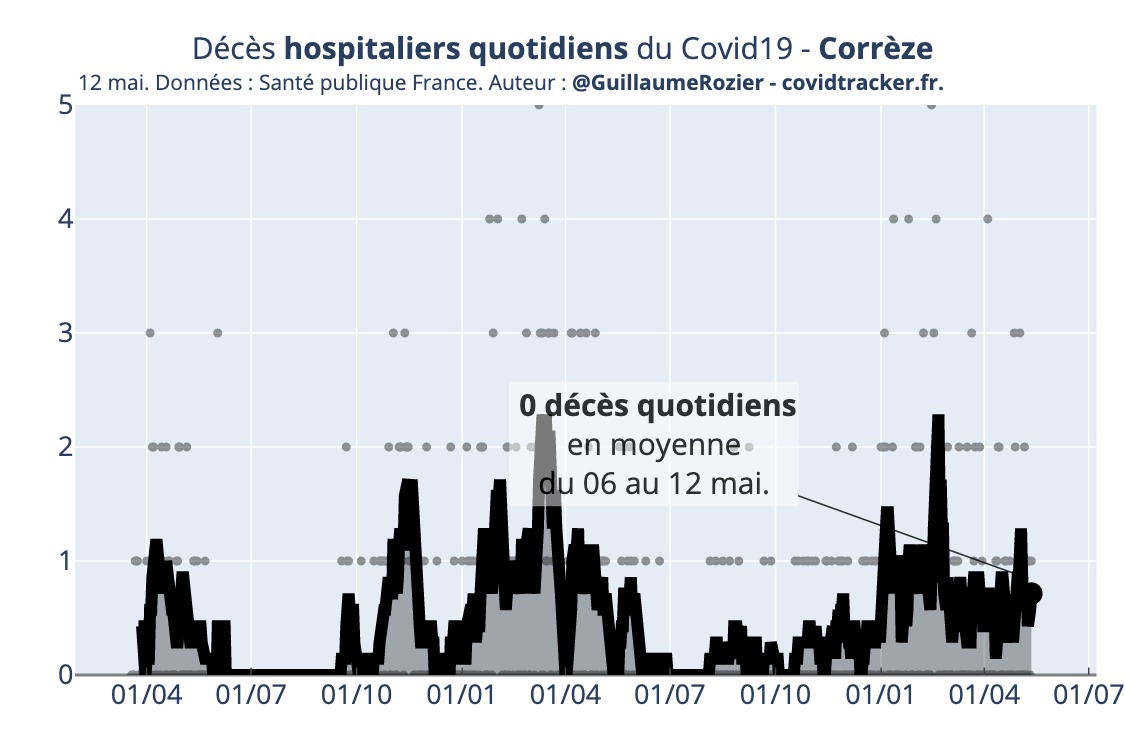 Décès hospitaliers quotidiens du Covid19 - Corrèze
12 mai. Données : Santé publique France. Auteur : @GuillaumeRozier - covidtracker.fr.
5
4
3
2
1
0
0 décès quotidiens
en moyenne
du 06 au 12 mai.
01/04 01/07 01/10 01/01 01/04 01/07 01/10 01/01 01/04 01/07